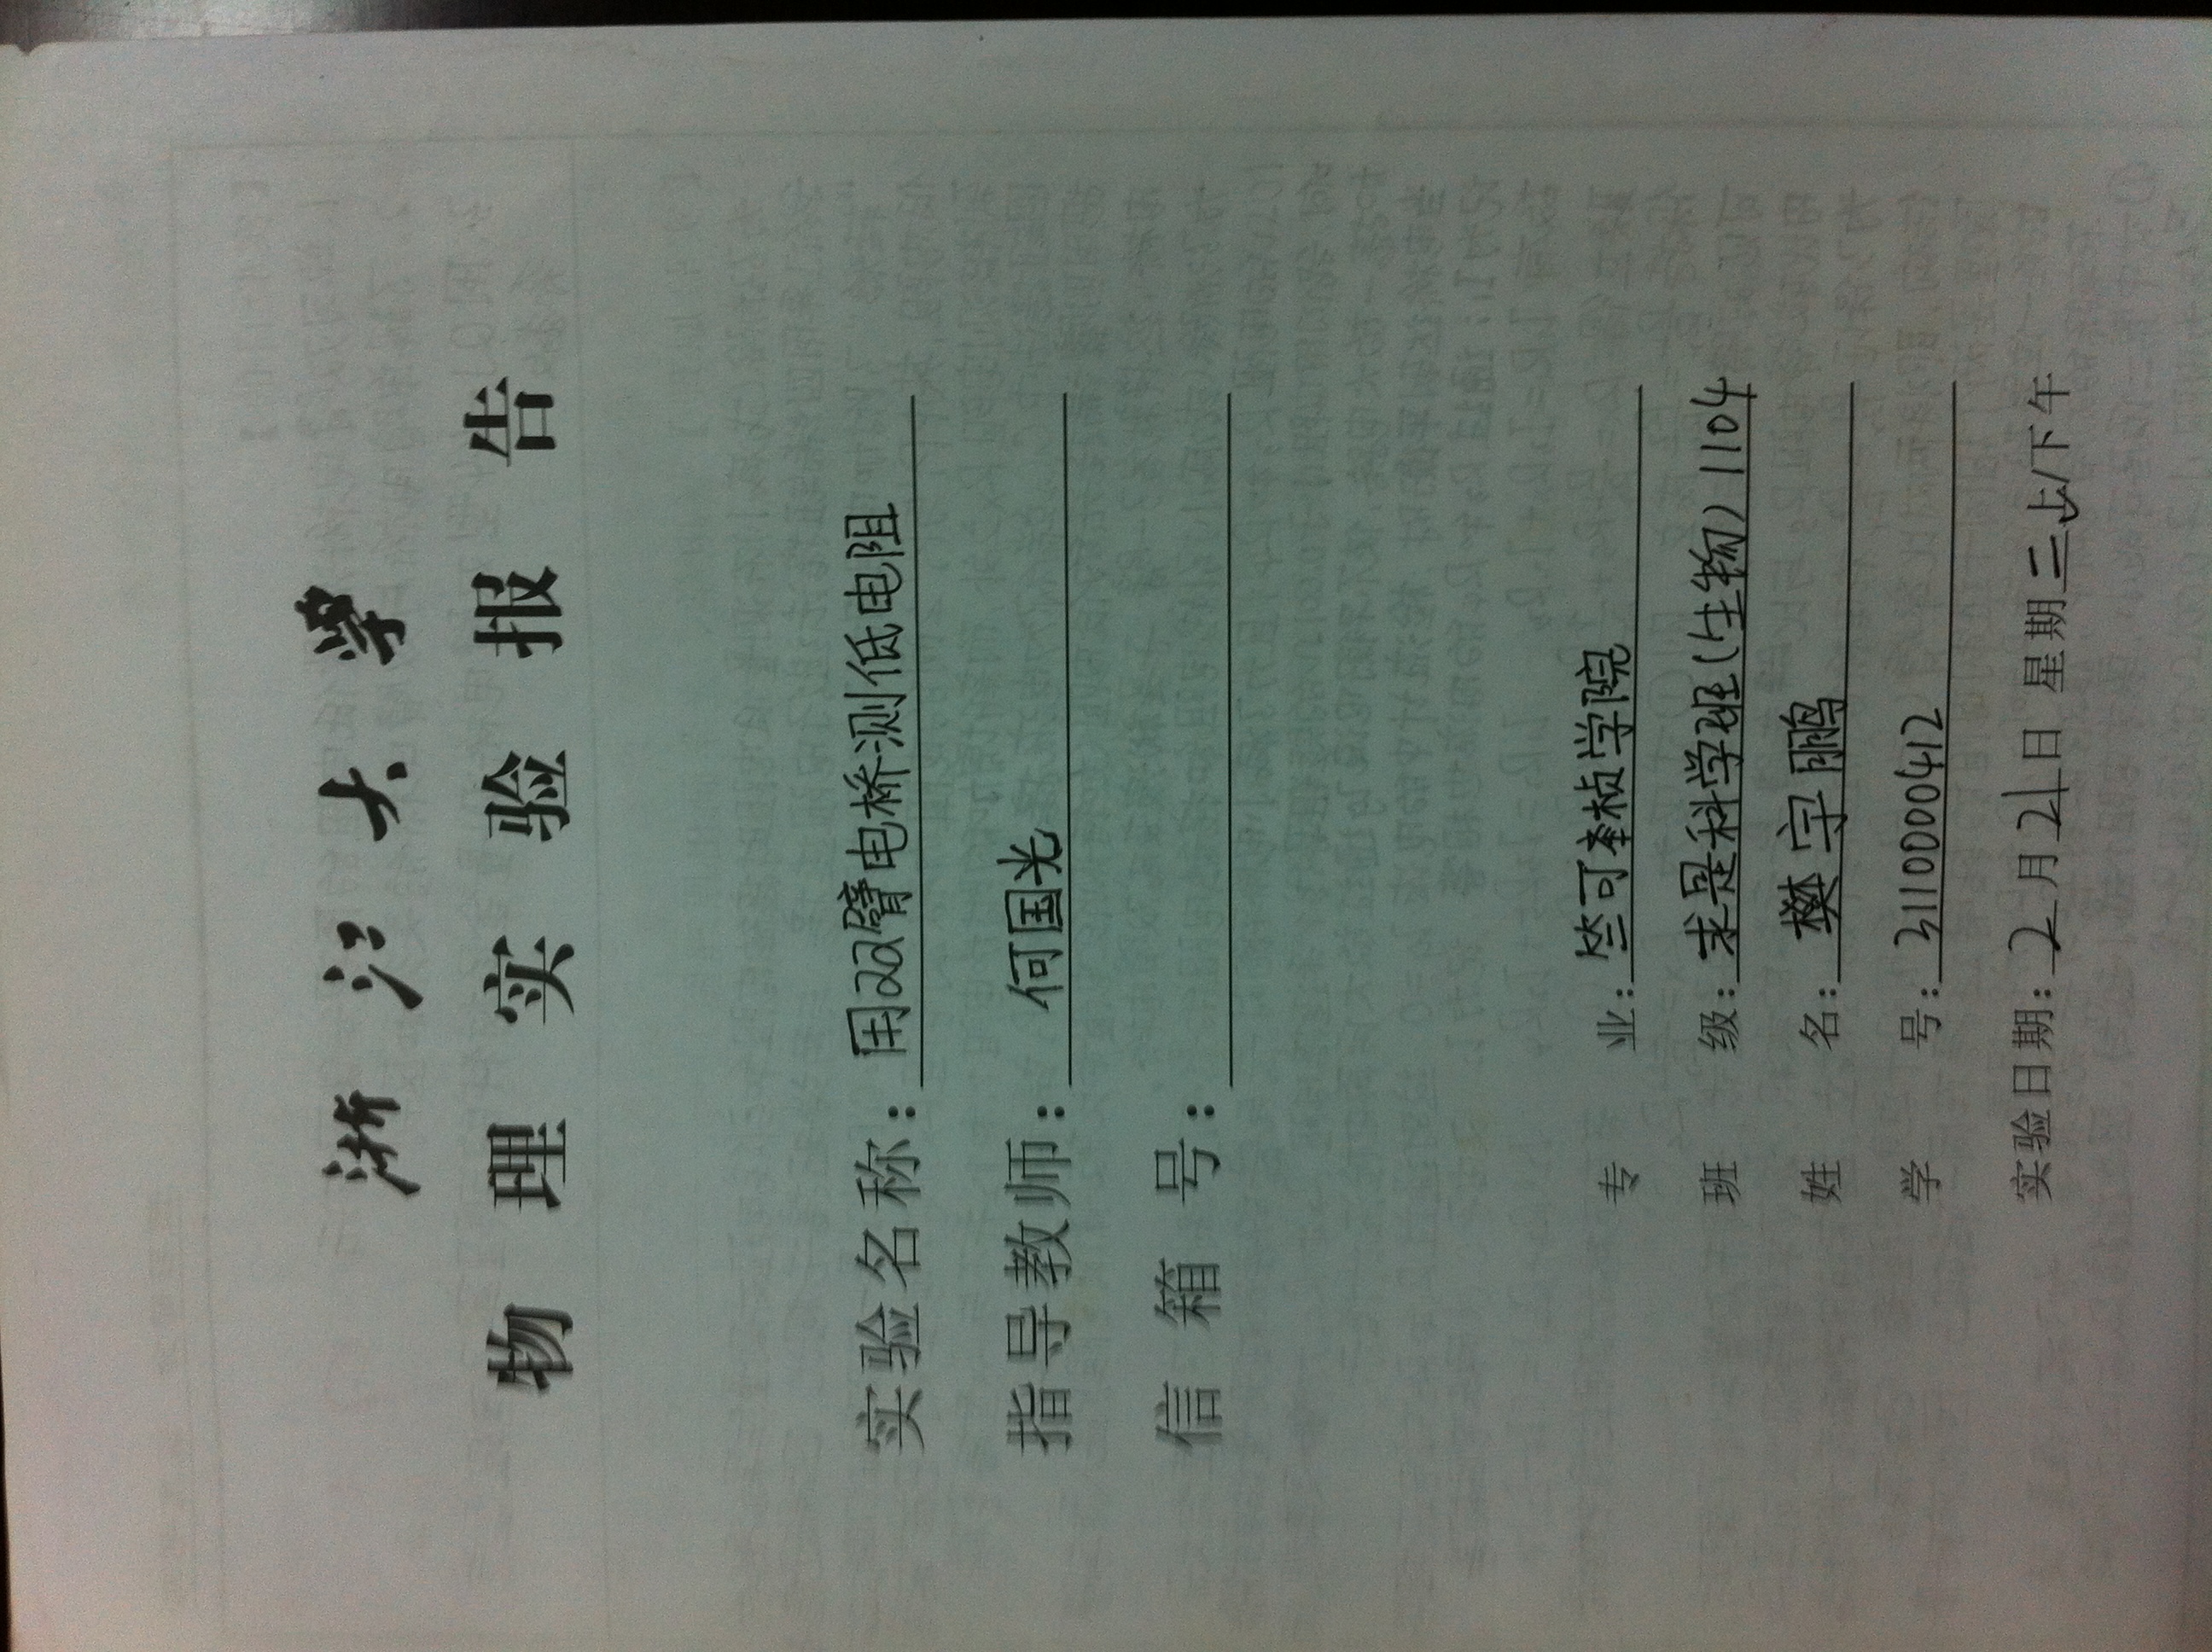 浙江大学
物理实验报告
实验名称：用双臂电桥测低电阻
指导教师：何国光
信箱号：
专业：竺可桢学院
班级：求是科学班(生物)1104
姓名：樊宇鹏
学号：3110000412
实验日期：2月21日 星期二上/下午